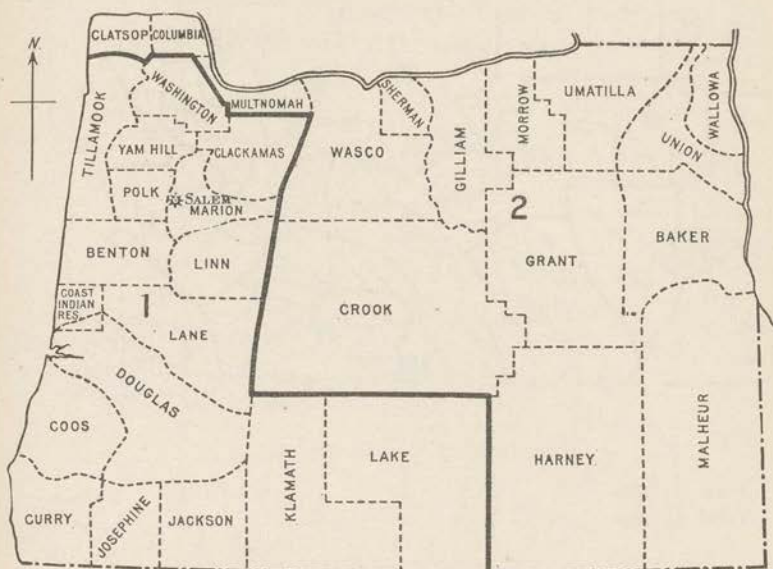 CLATSOP
COLUMBIA
N.
WASHINGTON
MULTNOMAH
TILLAMOOK
YAM HILL
CLACKAMAS
POLK
SALEM
MARION
BENTON
LINN
COAST
INDIAN
RES.
1
LANE
DOUGLAS
COOS
CURRY
JOSEPHINE
JACKSON
KLAMATH
LAKE
WASCO
SHERMAN
GILLIAM
MORROW
UMATILLA
UNION
WALLOWA
2
GRANT
BAKER
CROOK
HARNEY
MALHEUR